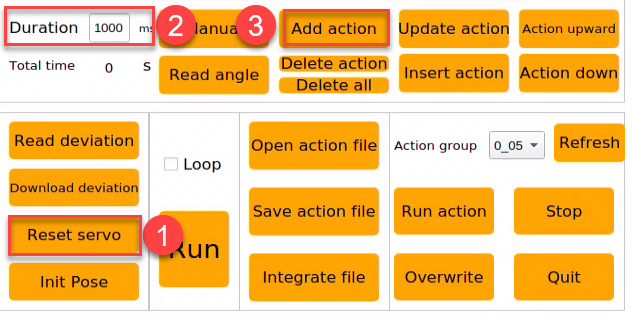 Duration 1000 ms 2 Manual 3 Add action Update action Action upward
Total time 0 S Read angle Delete action Insert action Action down
Delete all
Read deviation Open action file Action group 0_05 Refresh
Loop
Download deviation
Reset servo 1 Run Save action file Run action Stop
Init Pose Integrate file Overwrite Quit